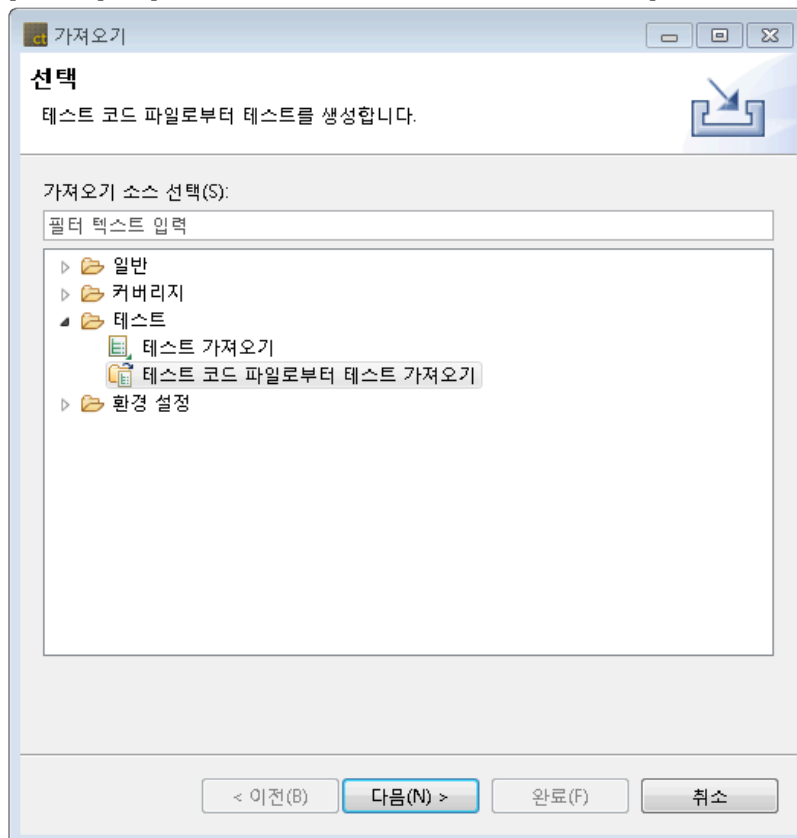 ct 가져오기
선택
테스트 코드 파일로부터 테스트를 생성합니다.
가져오기 소스 선택(S):
필터 텍스트 입력
일반
커버리지
테스트
테스트 가져오기
테스트 코드 파일로부터 테스트 가져오기
환경 설정
< 이전(B) 다음(N) > 완료(F) 취소